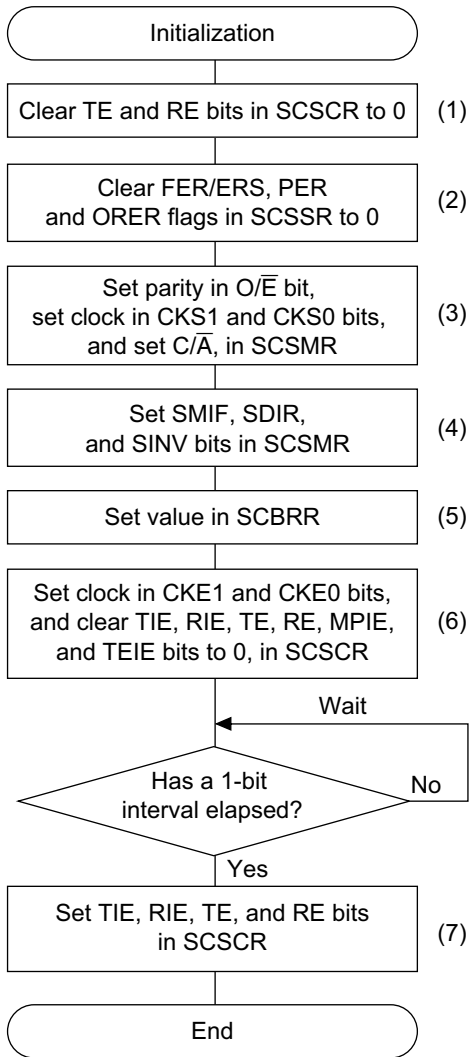 Initialization
Clear TE and RE bits in SCSCR to 0
(1)
Clear FER/ERS, PER
and ORER flags in SCSSR to 0
(2)
Set parity in O/E̅ bit,
set clock in CKS1 and CKS0 bits,
and set C/A̅, in SCSMR
(3)
Set SMIF, SDIR,
and SINV bits in SCSMR
(4)
Set value in SCBRR
(5)
Set clock in CKE1 and CKE0 bits,
and clear TIE, RIE, TE, RE, MPIE,
and TEIE bits to 0, in SCSCR
(6)
Wait
Has a 1-bit
interval elapsed?
No
Yes
Set TIE, RIE, TE, and RE bits
in SCSCR
(7)
End